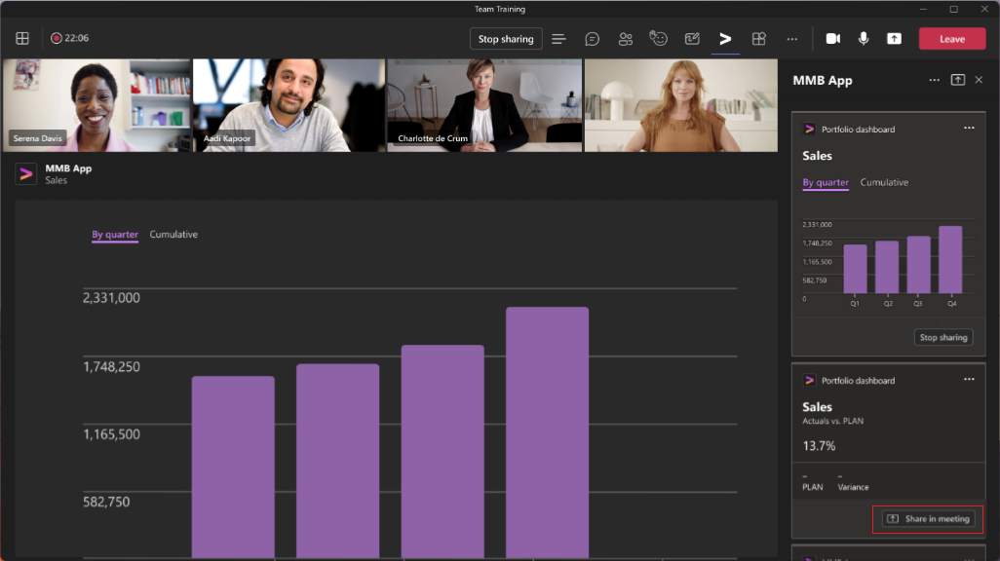 Team Training
22:06
Stop sharing
Leave
Serena Davis
Aadi Kapoor
Charlotte de Crum
MMB App
Sales
By quarter Cumulative
2,331,000
1,748,250
1,165,500
582,750
MMB App
Portfolio dashboard
Sales
By quarter Cumulative
2,331,000
1,748,250
1,165,500
582,750
0
Q1 Q2 Q3 Q4
Stop sharing
Portfolio dashboard
Sales
Actuals vs. PLAN
13.7%
– –
PLAN Variance
Share in meeting